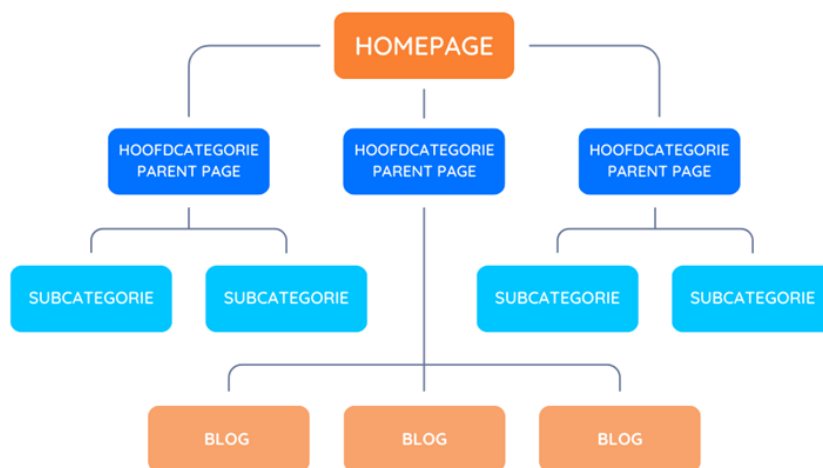 HOMEPAGE
HOOFDCATEGORIE
PARENT PAGE
HOOFDCATEGORIE
PARENT PAGE
HOOFDCATEGORIE
PARENT PAGE
SUBCATEGORIE
SUBCATEGORIE
SUBCATEGORIE
SUBCATEGORIE
BLOG
BLOG
BLOG